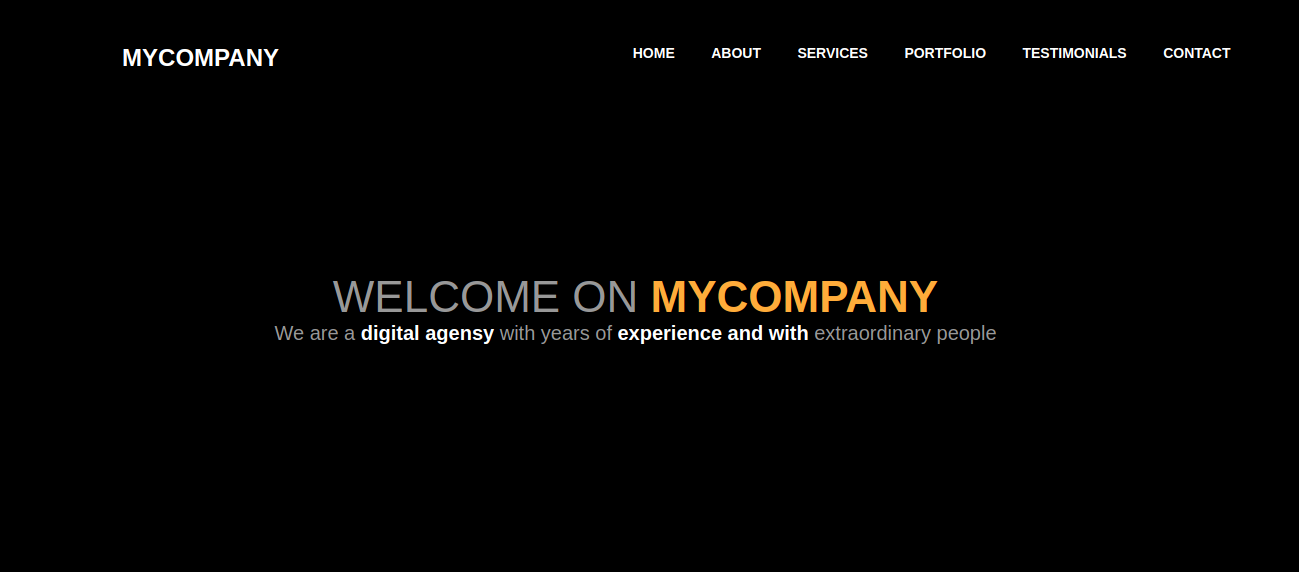 MYCOMPANY
HOME ABOUT SERVICES PORTFOLIO TESTIMONIALS CONTACT
WELCOME ON MYCOMPANY
We are a digital agensy with years of experience and with extraordinary people